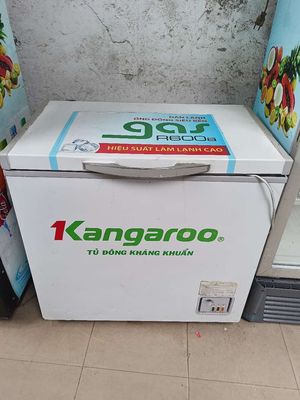 DÀN LẠNH
ỐNG ĐỒNG SIÊU BỀN
gas
R600a
HIỆU SUẤT LÀM LẠNH CAO
Kangaroo®
TỦ ĐÔNG KHÁNG KHUẨN